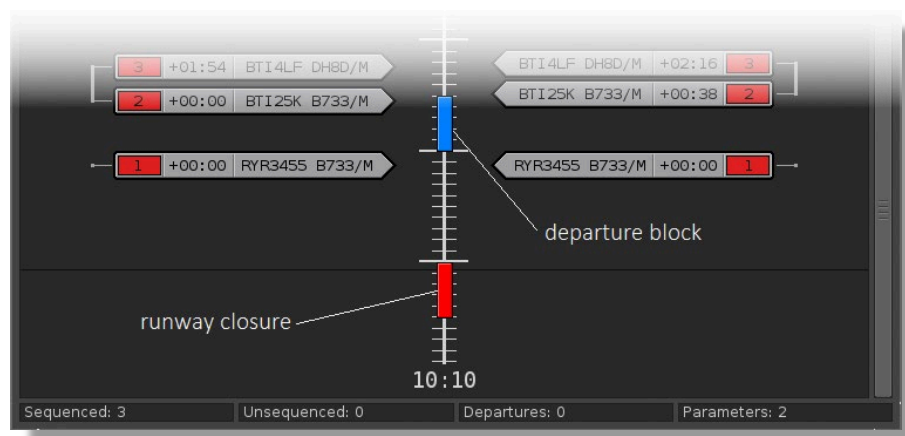 3 +01:54 BTI4LF DH8D/M
BTI4LF DH8D/M +02:16 3
2 +00:00 BTI25K B733/M
BTI25K B733/M +00:38 2
1 +00:00 RYR3455 B733/M
RYR3455 B733/M +00:00 1
departure block
runway closure
10:10
Sequenced: 3 Unsequenced: 0 Departures: 0 Parameters: 2